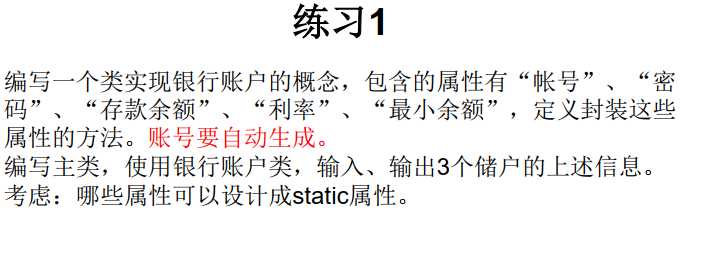 练习1
编写一个类实现银行账户的概念，包含的属性有“帐号”、“密
码”、“存款余额”、“利率”、“最小余额”，定义封装这些
属性的方法。账号要自动生成。
编写主类，使用银行账户类，输入、输出3个储户的上述信息。
考虑：哪些属性可以设计成static属性。